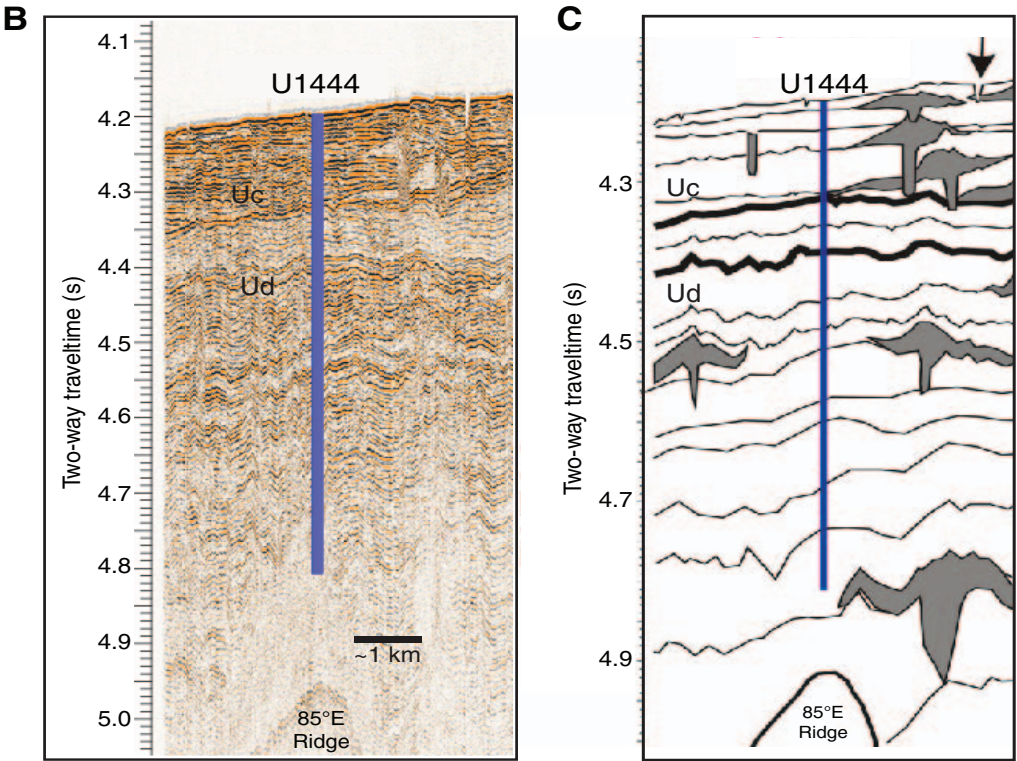 B
4.1
U1444
4.2
4.3
Uc
4.4
Ud
4.5
4.6
4.7
4.8
4.9
~1 km
5.0
85°E
Ridge
Two-way traveltime (s)
C
U1444
4.3
Uc
Ud
4.5
4.7
4.9
85°E
Ridge
Two-way traveltime (s)